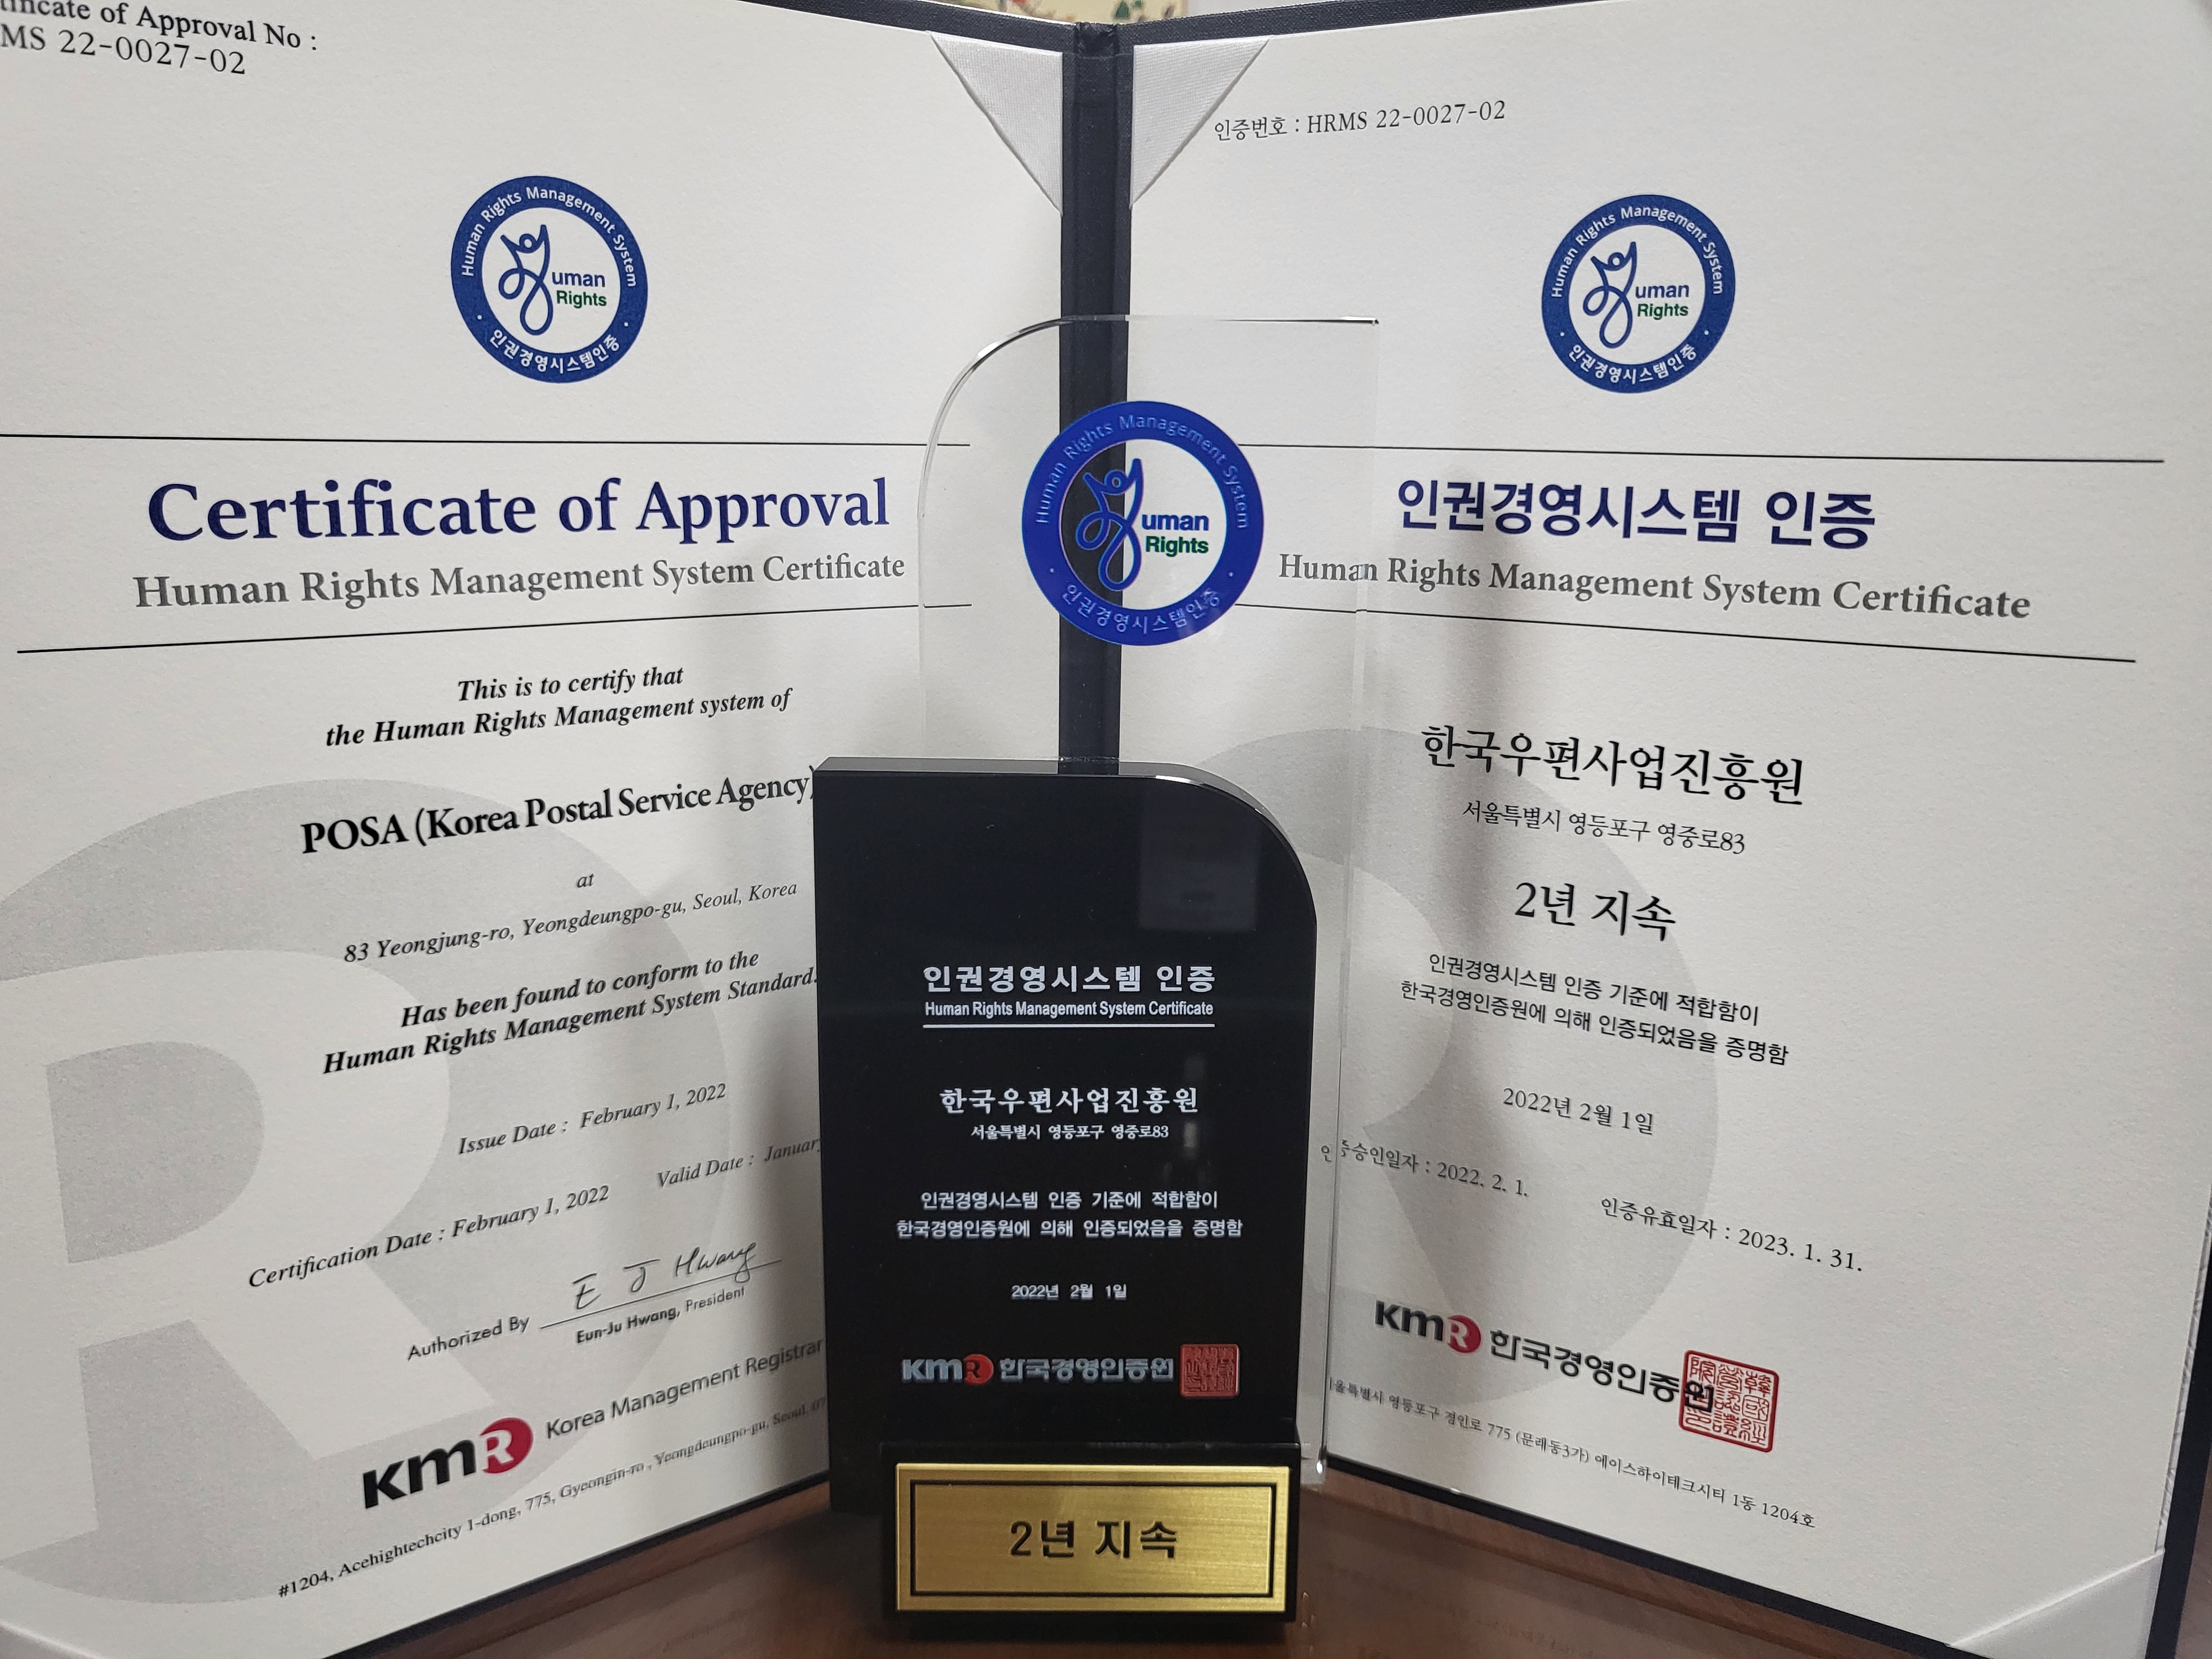 of Approval No :
MS 22-0027-02
Human Rights Management System
uman
Rights
인권경영시스템인증
Certificate of Approval
Human Rights Management System Certificate
This is to certify that
the Human Rights Management system of
POSA (Korea Postal Service Agency)
at
83 Yeongjung-ro, Yeongdeungpo-gu, Seoul, Korea
Has been found to conform to the
Human Rights Management System Standard.
Issue Date : February 1, 2022
Certification Date : February 1, 2022 Valid Date :
Authorized By E J Hwang
Eun-Ju Hwang, President
KMR Korea Management Registrar
#1204, Acehightechcity 1-dong, 775, Gyeongin-ro, Yeongdeungpo-gu, Seoul,
Human Rights Management System
uman
Rights
인권경영시스템인증
인권경영시스템 인증
Human Rights Management System Certificate
한국우편사업진흥원
서울특별시 영등포구 영중로83
인권경영시스템 인증 기준에 적합함이
한국경영인증원에 의해 인증되었음을 증명함
2022년 2월 1일
KMR 한국경영인증원
2년 지속
인증번호 : HRMS 22-0027-02
Human Rights Management System
uman
Rights
인권경영시스템인증
인권경영시스템 인증
Human Rights Management System Certificate
한국우편사업진흥원
서울특별시 영등포구 영중로83
2년 지속
인권경영시스템 인증 기준에 적합함이
한국경영인증원에 의해 인증되었음을 증명함
2022년 2월 1일
인증승인일자 : 2022. 2. 1. 인증유효일자 : 2023. 1. 31.
KMR 한국경영인증원
서울특별시 영등포구 경인로 775 (문래동3가) 에이스하이테크시티 1동 1204호